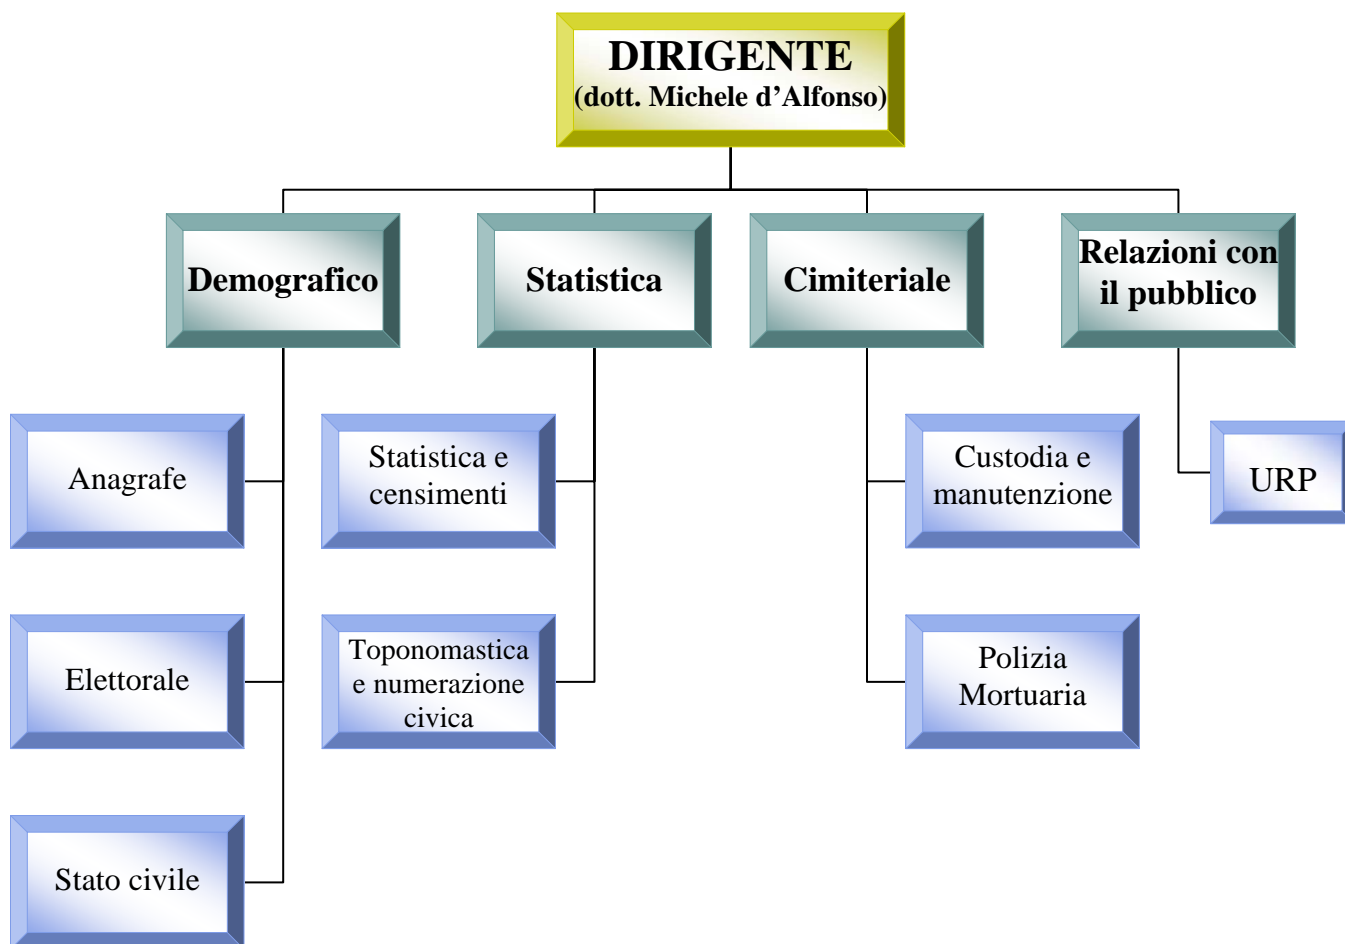 DIRIGENTE
(dott. Michele d’Alfonso)
Demografico
Statistica
Cimiteriale
Relazioni con
il pubblico
Anagrafe
Statistica e
censimenti
Custodia e
manutenzione
URP
Elettorale
Toponomastica
e numerazione
civica
Polizia
Mortuaria
Stato civile